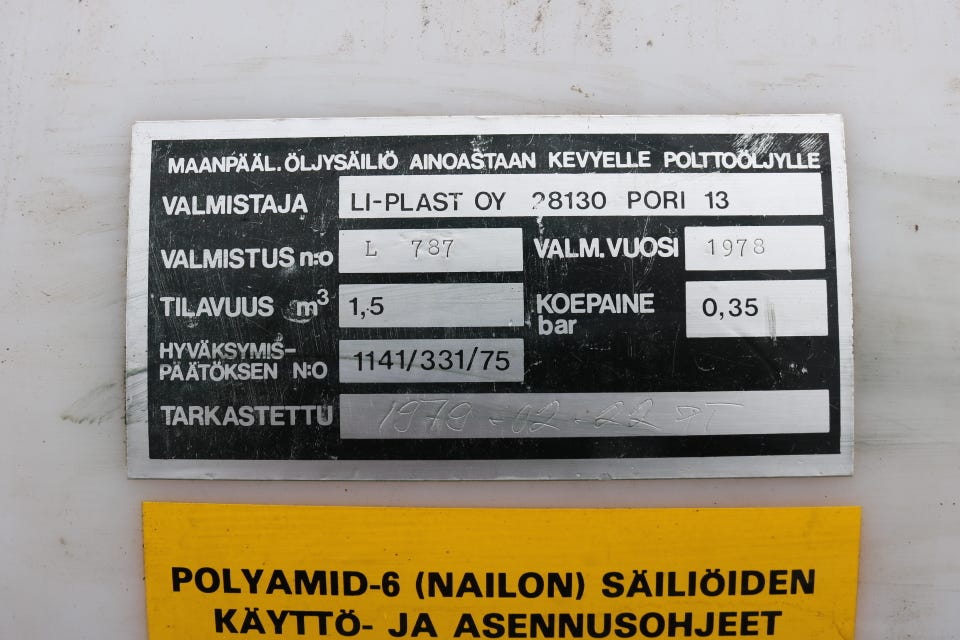 MAANPÄÄL. ÖLJYSÄILIÖ AINOASTAAN KEVYELLE POLTTOÖLJYLLE
VALMISTAJA LI-PLAST OY 28130 PORI 13
VALMISTUS n:o L 787 VALM. VUOSI 1978
TILAVUUS m³ 1,5 KOEPAINE bar 0,35
HYVÄKSYMIS-
PÄÄTÖKSEN N:O 1141/331/75
TARKASTETTU 1979-02-22
POLYAMID-6 (NAILON) SÄILIÖIDEN
KÄYTTÖ- JA ASENNUSOHJEET